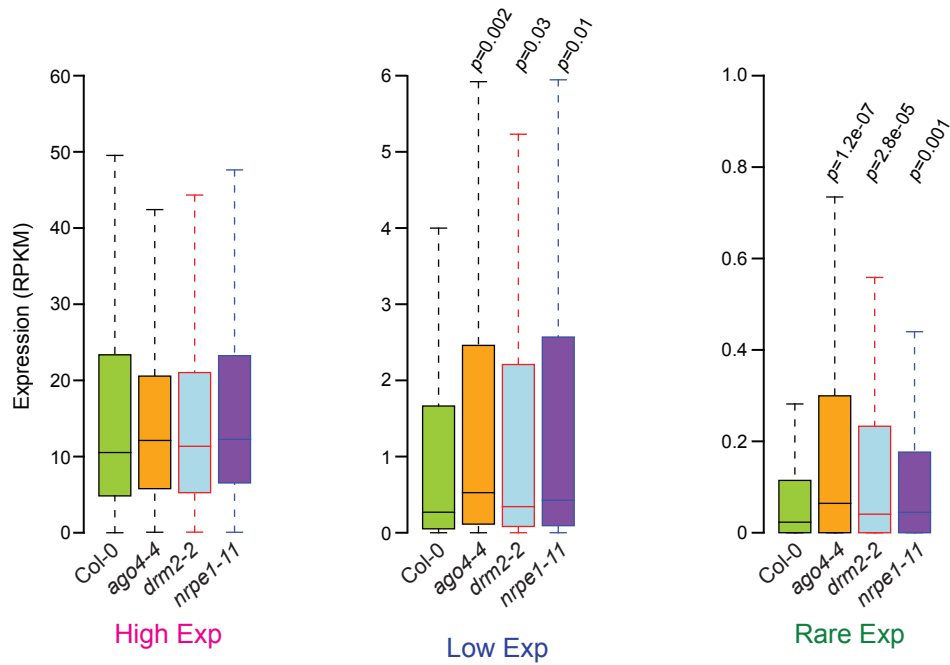 p=0.002
p=0.03
p=0.01
60
50
40
30
20
10
0
Expression (RPKM)
6
5
4
3
2
1
0
1.0
0.8
0.6
0.4
0.2
0
p=1.2e-07
p=2.8e-05
p=0.001
Col-0
ago4-4
drm2-2
nrpe1-11
Col-0
ago4-4
drm2-2
nrpe1-11
Col-0
ago4-4
drm2-2
nrpe1-11
High Exp
Low Exp
Rare Exp